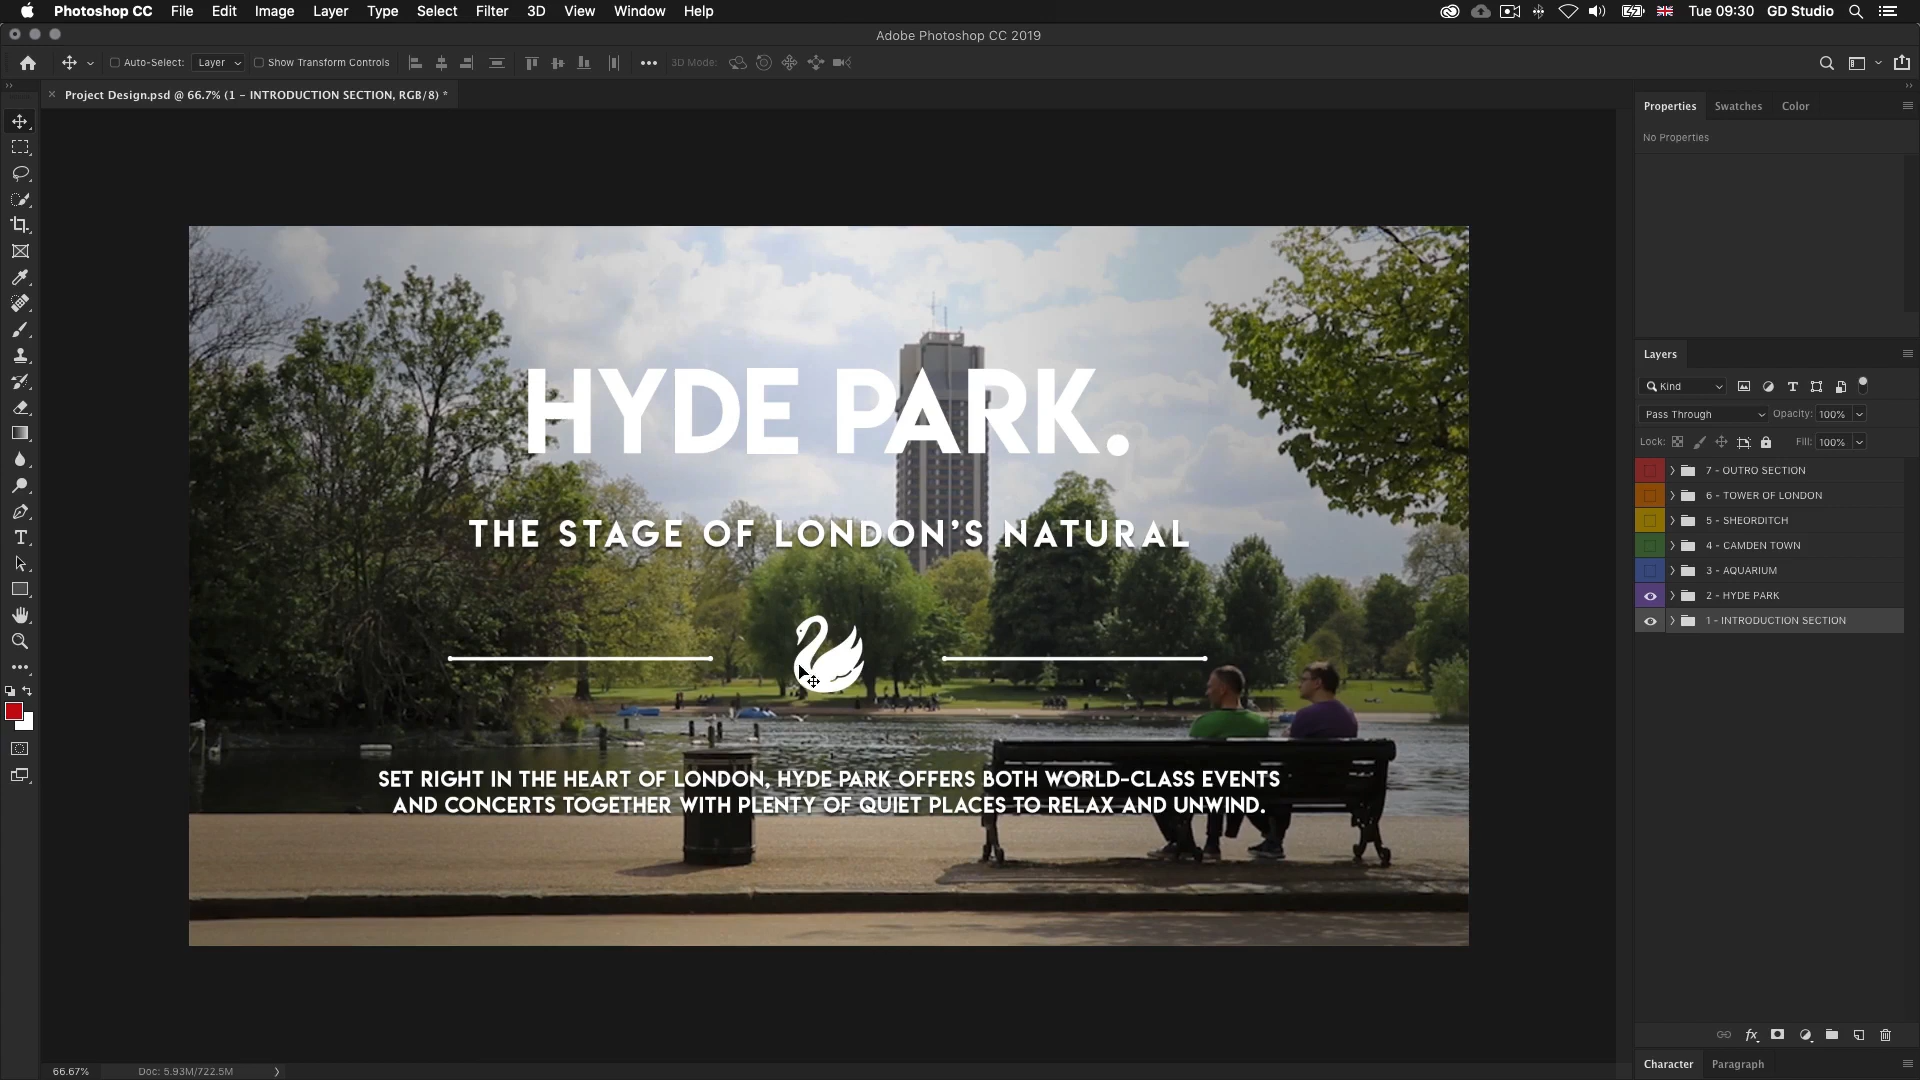 Photoshop CC File Edit Image Layer Type Select Filter 3D View Window Help Tue 09:30 GD Studio
Adobe Photoshop CC 2019
Auto-Select: Layer Show Transform Controls 3D Mode:
Project Design.psd @ 66.7% (1 - INTRODUCTION SECTION, RGB/8) *
Properties Swatches Color
No Properties
HYDE PARK.
THE STAGE OF LONDON'S NATURAL
SET RIGHT IN THE HEART OF LONDON, HYDE PARK OFFERS BOTH WORLD-CLASS EVENTS
AND CONCERTS TOGETHER WITH PLENTY OF QUIET PLACES TO RELAX AND UNWIND.
Layers
Kind
Pass Through Opacity: 100%
Lock: Fill: 100%
7 - OUTRO SECTION
6 - TOWER OF LONDON
5 - SHEORDITCH
4 - CAMDEN TOWN
3 - AQUARIUM
2 - HYDE PARK
1 - INTRODUCTION SECTION
Character Paragraph
66.67% Doc: 5.93M/722.5M